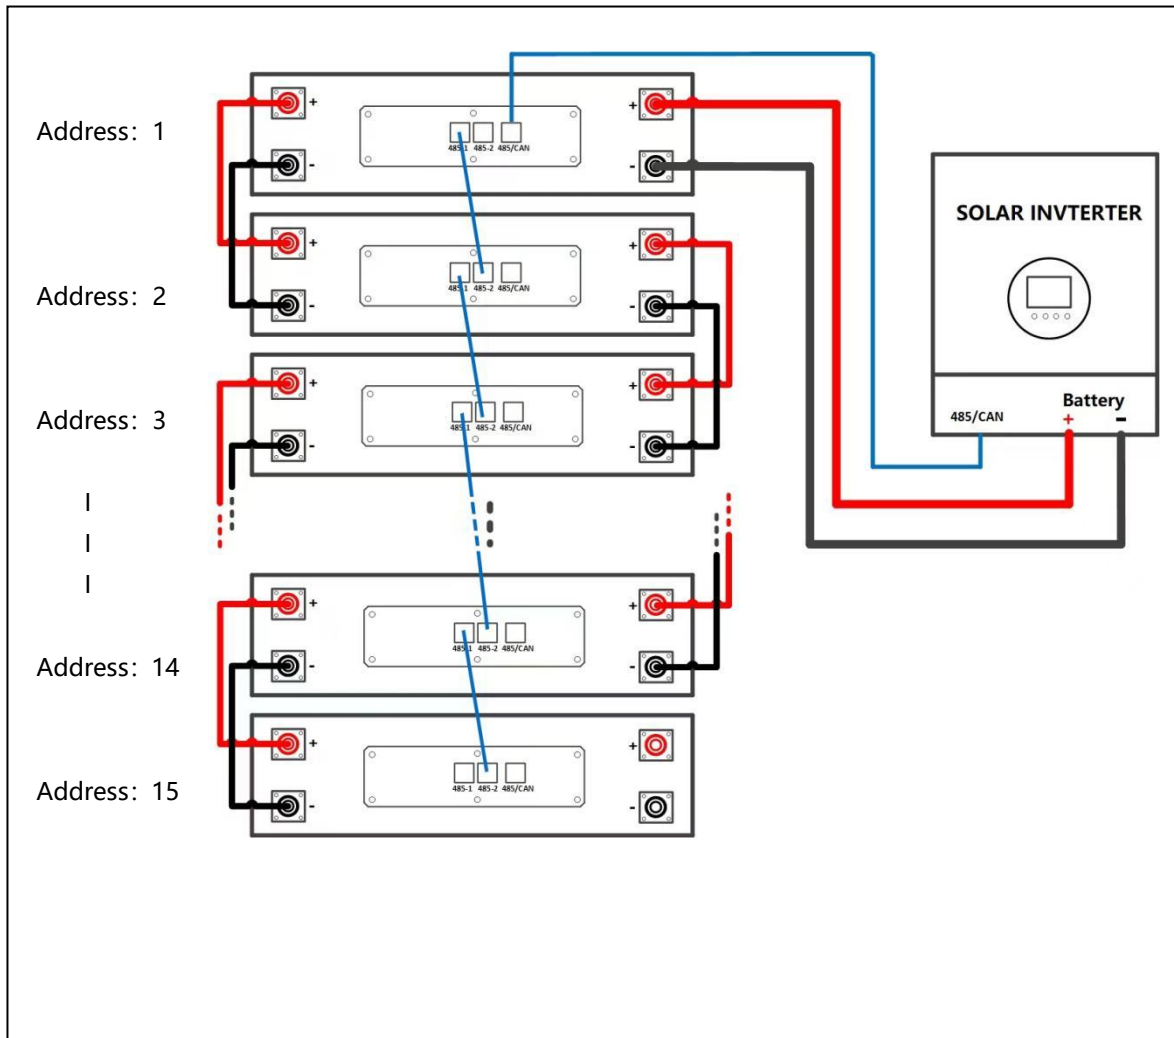 + +
Address: 1
485-1 485-2 485/CAN
- -
SOLAR INVTERTER
+ +
485-1 485-2 485/CAN
Address: 2
- -
+ +
Address: 3
485-1 485-2 485/CAN
- -
Battery
485/CAN + -
I
I
I
+ +
485-1 485-2 485/CAN
Address: 14
- -
+ +
Address: 15
485-1 485-2 485/CAN
- -